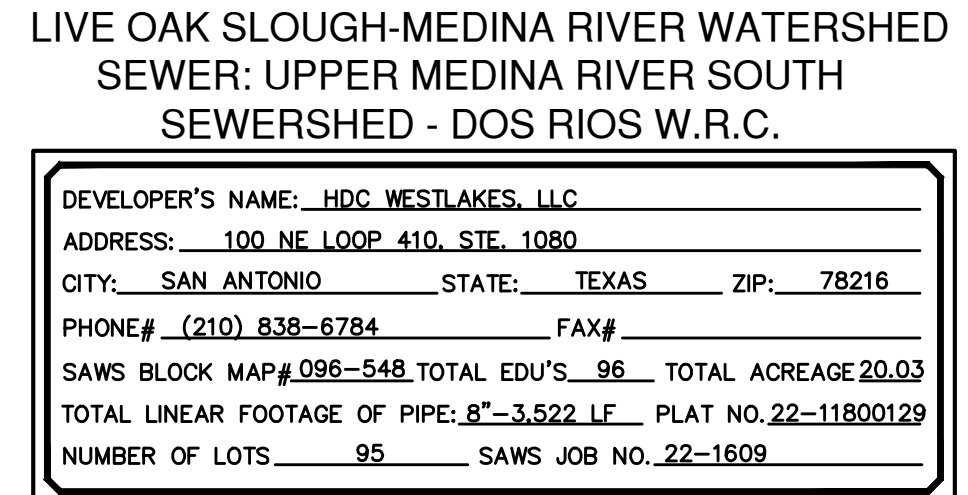 LIVE OAK SLOUGH-MEDINA RIVER WATERSHED
SEWER: UPPER MEDINA RIVER SOUTH
SEWERSHED - DOS RIOS W.R.C.
DEVELOPER'S NAME: HDC WESTLAKES, LLC
ADDRESS: 100 NE LOOP 410, STE. 1080
CITY: SAN ANTONIO STATE: TEXAS ZIP: 78216
PHONE# (210) 838-6784 FAX#
SAWS BLOCK MAP# 096-548 TOTAL EDU'S 96 TOTAL ACREAGE 20.03
TOTAL LINEAR FOOTAGE OF PIPE: 8"-3,522 LF PLAT NO. 22-11800129
NUMBER OF LOTS 95 SAWS JOB NO. 22-1609